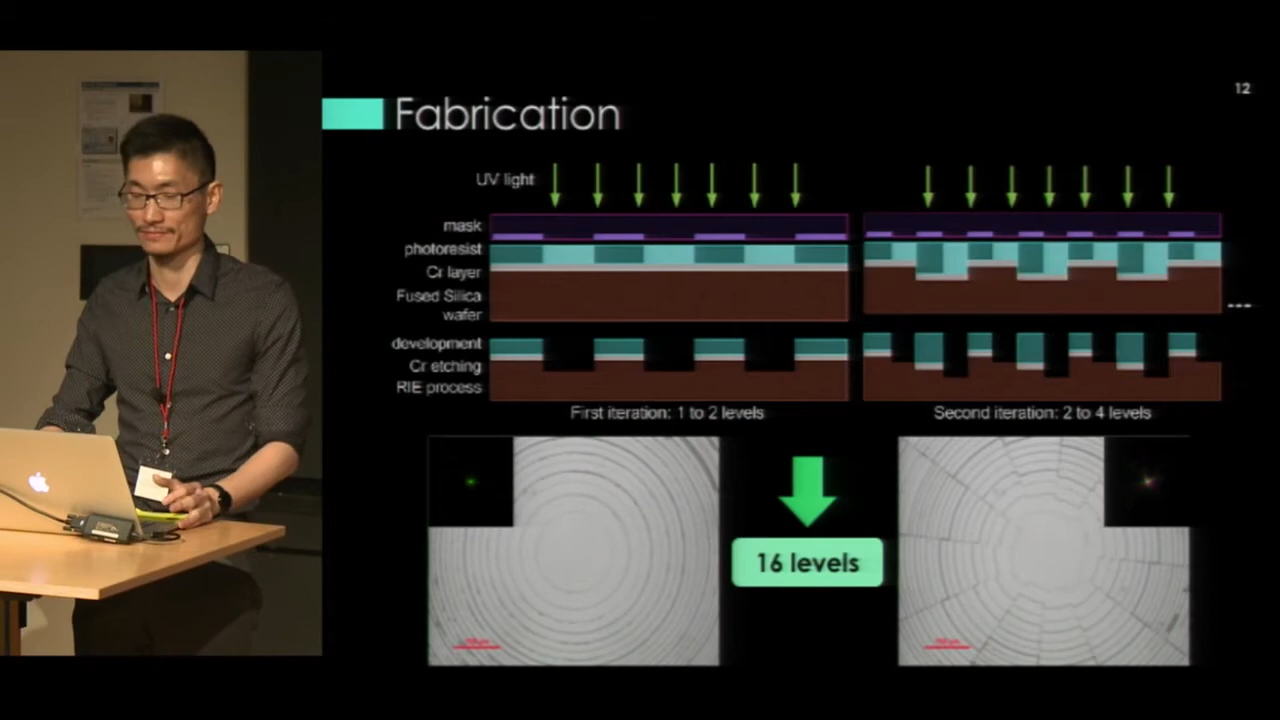 12
Fabrication
UV light
mask
photoresist
Cr layer
Fused Silica
wafer
development
Cr etching
RIE process
First iteration: 1 to 2 levels
Second iteration: 2 to 4 levels
16 levels